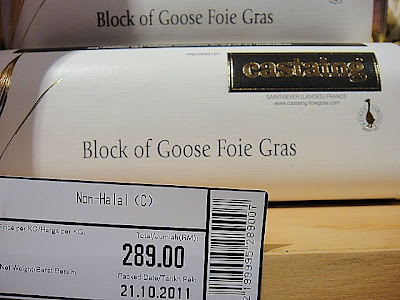 Block of Goose Foie Gras
PREPARED BY
castaing
SAINT-SEVER (LANDES) FRANCE
www.castaing-foiegras.com
Block of Goose Foie Gras
Non-Halal (C)
Price per KG/Harga per KG:
Total/Jumlah(RM):
289.00
Net Weight/Berat Bersih:
Packed Date/Tarikh Pak:
21.10.2011